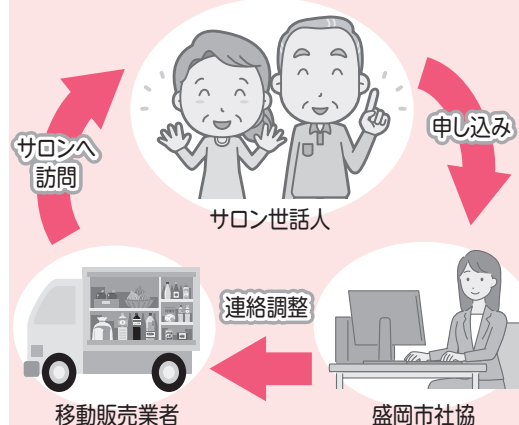 サロン世話人
申し込み
盛岡市社協
連絡調整
移動販売業者
サロンへ
訪問